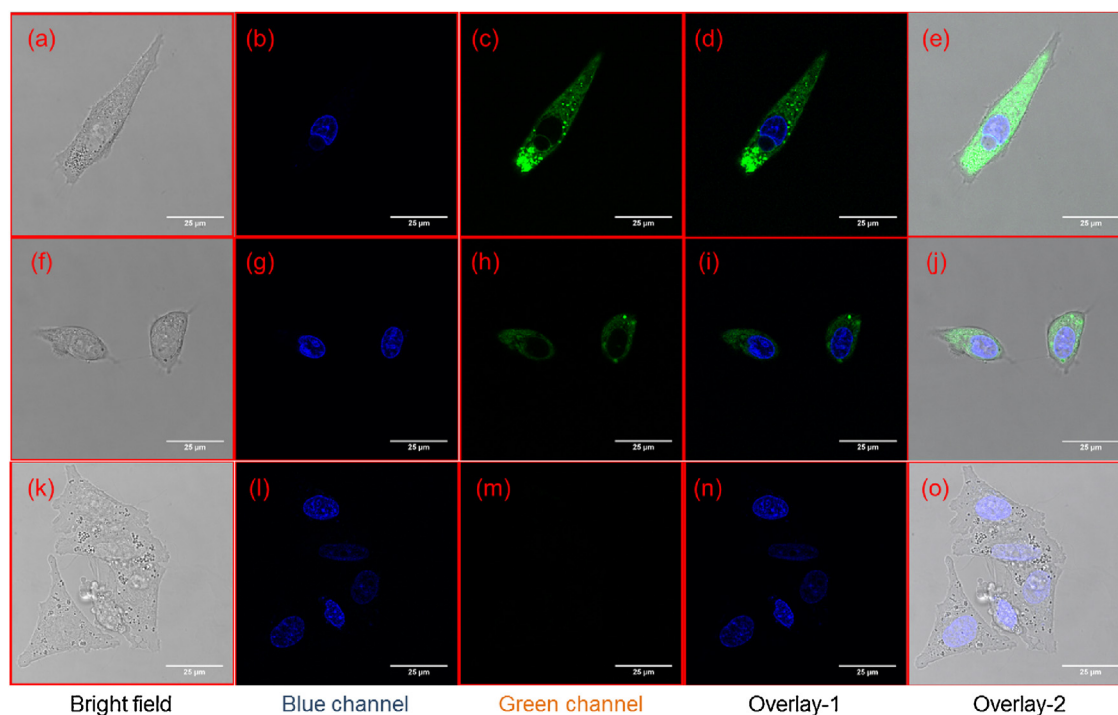 (a) (b) (c) (d) (e)
25 µm 25 µm 25 µm 25 µm 25 µm
(f) (g) (h) (i) (j)
25 µm 25 µm 25 µm 25 µm 25 µm
(k) (l) (m) (n) (o)
25 µm 25 µm 25 µm 25 µm 25 µm
Bright field Blue channel Green channel Overlay-1 Overlay-2